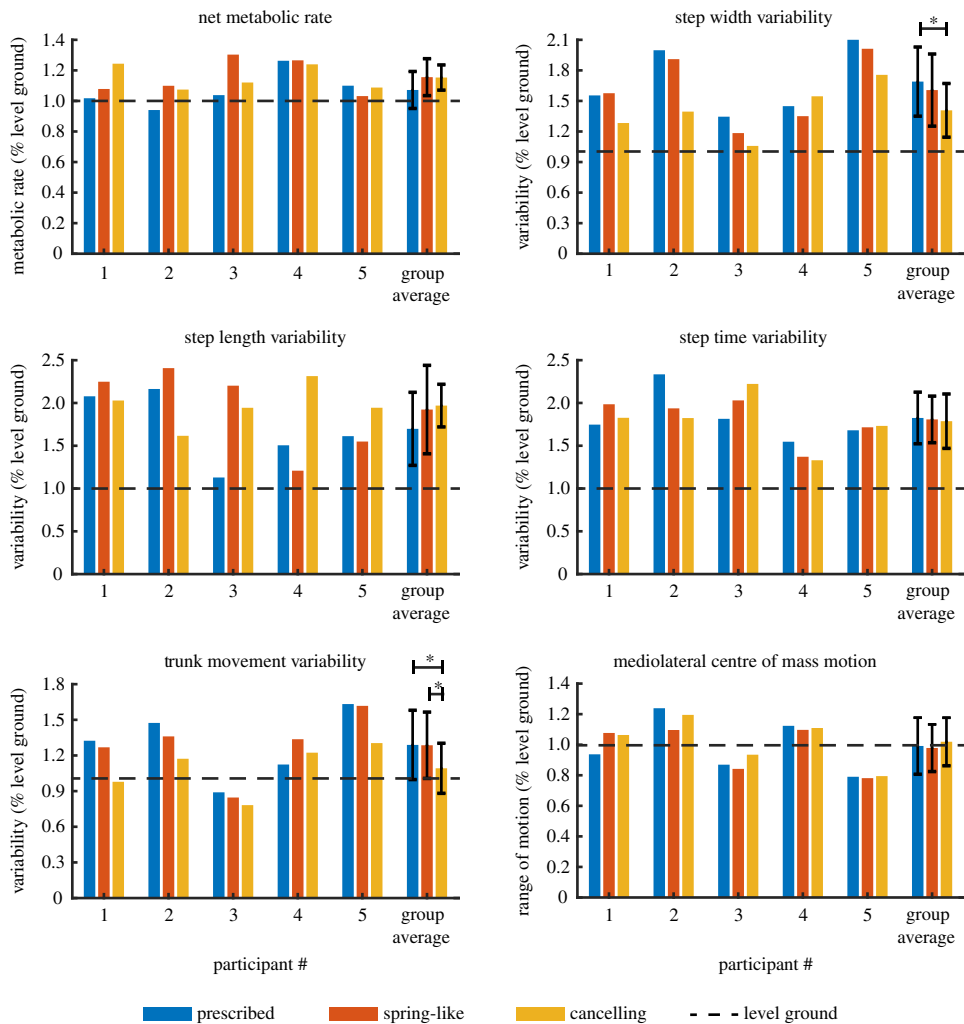 net metabolic rate
metabolic rate (% level ground)
1.4
1.2
1.0
0.8
0.6
0.4
0.2
0
1 2 3 4 5 group
average
step width variability
variability (% level ground)
2.1
1.8
1.5
1.2
0.9
0.6
0.3
0
*
1 2 3 4 5 group
average
step length variability
variability (% level ground)
2.5
2.0
1.5
1.0
0.5
0
1 2 3 4 5 group
average
step time variability
variability (% level ground)
2.5
2.0
1.5
1.0
0.5
0
1 2 3 4 5 group
average
trunk movement variability
variability (% level ground)
1.8
1.5
1.2
0.9
0.6
0.3
0
*
*
1 2 3 4 5 group
average
participant #
mediolateral centre of mass motion
range of motion (% level ground)
1.4
1.2
1.0
0.8
0.6
0.4
0.2
0
1 2 3 4 5 group
average
participant #
prescribed spring-like cancelling level ground